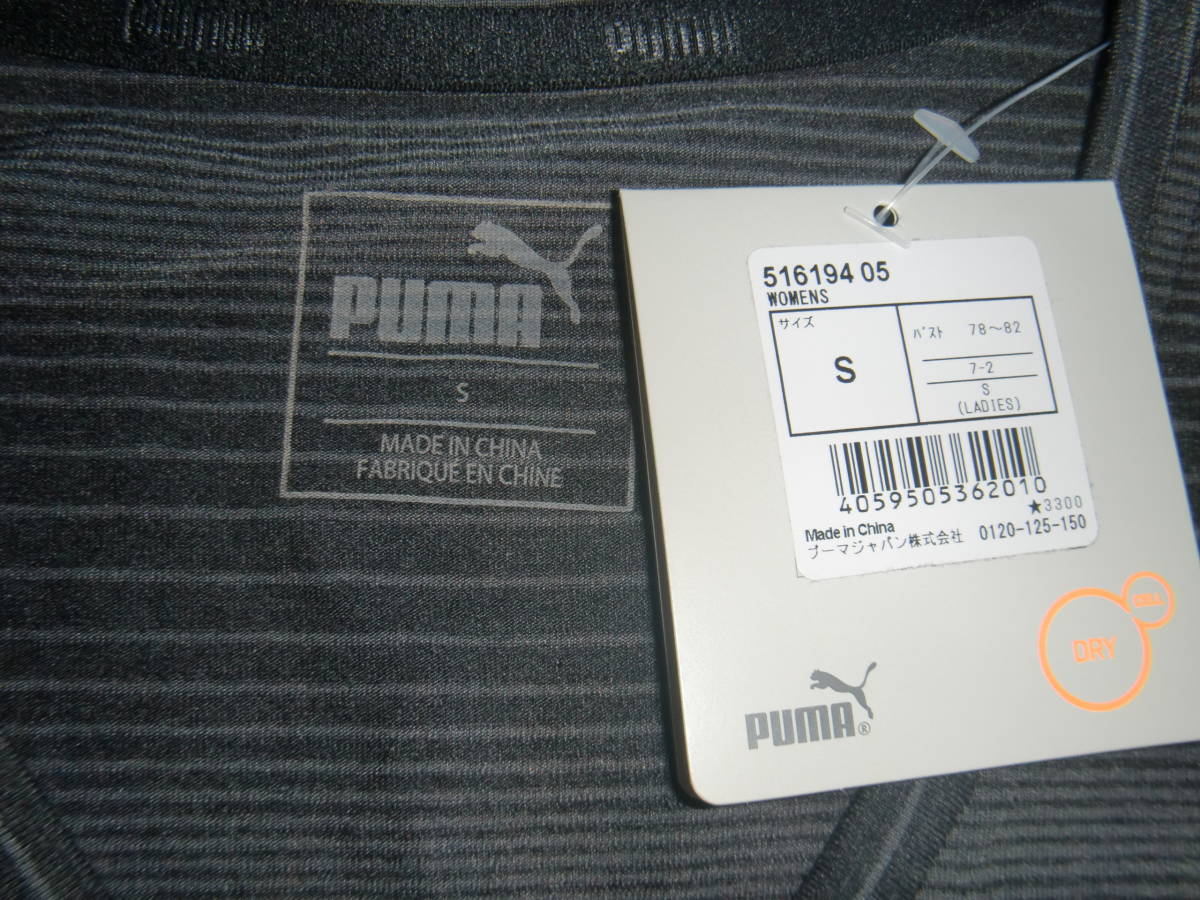 puma
PUMA
S
MADE IN CHINA
FABRIQUÉ EN CHINE
516194 05
WOMENS
サイズ
S
バスト 78~82
7-2
S
(LADIES)
4059505362010
★3300
Made in China
プーマジャパン株式会社 0120-125-150
CELL
DRY
PUMA®